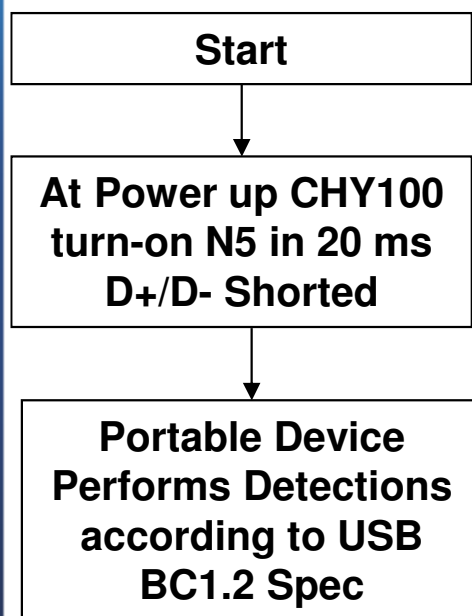 Start
At Power up CHY100
turn-on N5 in 20 ms
D+/D- Shorted
Portable Device
Performs Detections
according to USB
BC1.2 Spec